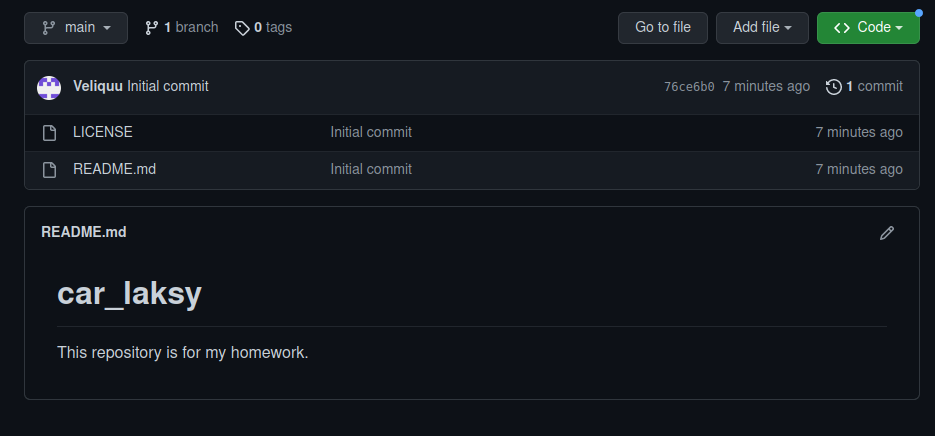 main 1 branch 0 tags Go to file Add file Code
Veliquu Initial commit 76ce6b0 7 minutes ago 1 commit
LICENSE Initial commit 7 minutes ago
README.md Initial commit 7 minutes ago
README.md
car_laksy
This repository is for my homework.